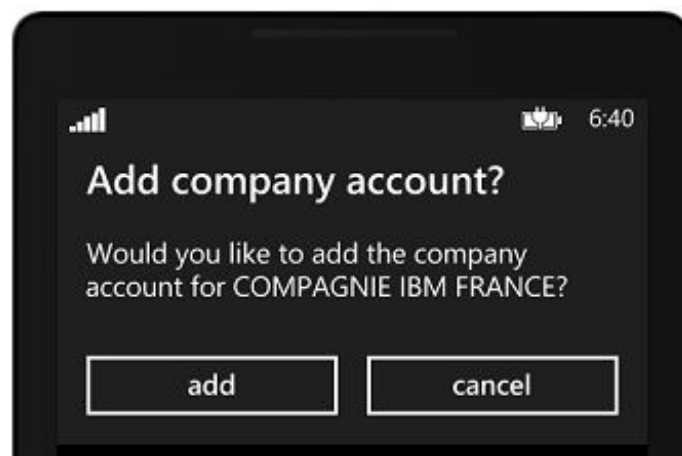 6:40
Add company account?
Would you like to add the company
account for COMPAGNIE IBM FRANCE?
add cancel